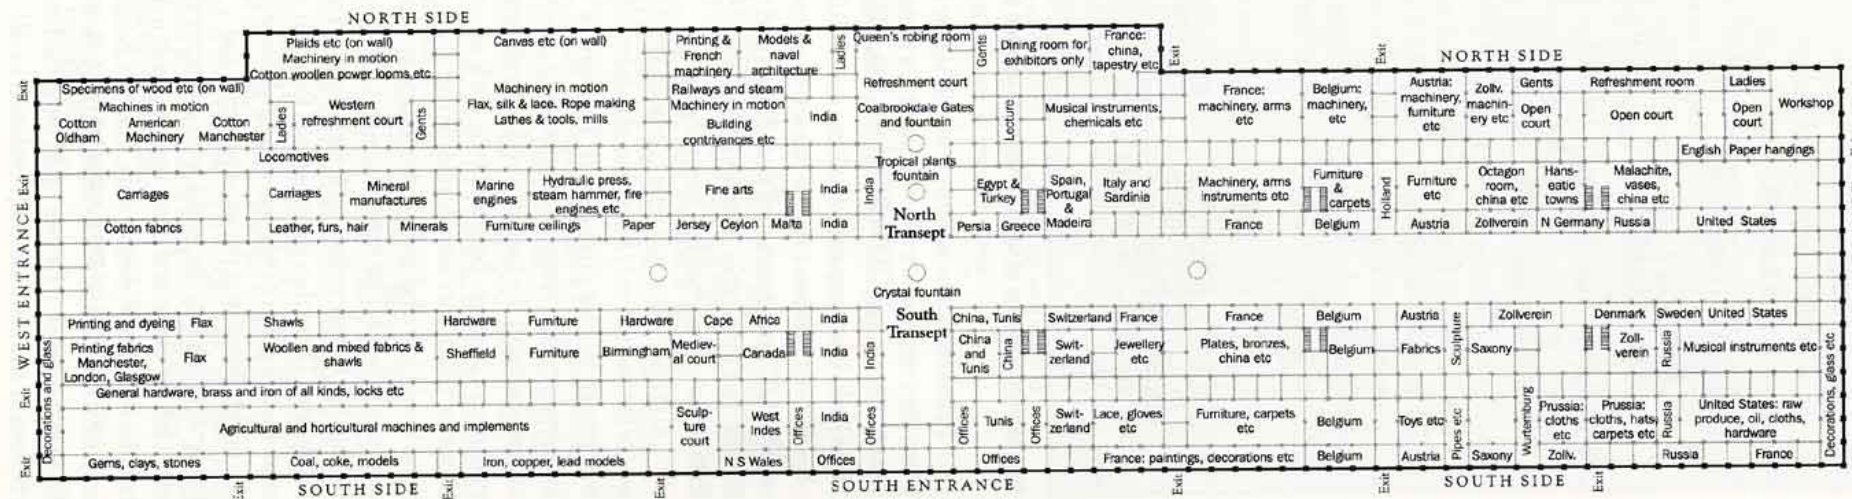 NORTH SIDE
Plaids etc (on wall)
Machinery in motion
Cotton woollen power looms etc
Canvas etc (on wall)
Printing &
French
machinery
Models &
naval
architecture
Ladies
Queen's robing room
Gents
Dining room for
exhibitors only
France:
china,
tapestry etc
Exit
Exit
NORTH SIDE
Exit
Specimens of wood etc (on wall)
Machines in motion
Cotton
Oldham
American
Machinery
Cotton
Manchester
Ladies
Western
refreshment court
Gents
Machinery in motion
Flax, silk & lace. Rope making
Lathes & tools, mills
Railways and steam
Machinery in motion
Building
contrivances etc
India
Refreshment court
Coalbrookdale Gates
and fountain
Lecture
Musical instruments,
chemicals etc
France:
machinery, arms
etc
Belgium:
machinery,
etc
Austria:
machinery,
furniture
etc
Zollv.
machin-
ery etc
Gents
Open
court
Refreshment room
Open court
Ladies
Open
court
Workshop
Locomotives
Tropical plants
fountain
English
Paper hangings
Exit
Carriages
Carriages
Mineral
manufactures
Marine
engines
Hydraulic press,
steam hammer, fire
engines etc
Fine arts
India
India
North
Transept
Egypt &
Turkey
Spain,
Portugal
&
Madeira
Italy and
Sardinia
Machinery, arms
instruments etc
Furniture
&
carpets
Holland
Furniture
etc
Octagon
room,
china etc
Hans-
eatic
towns
Malachite,
vases,
china etc
Cotton fabrics
Leather, furs, hair
Minerals
Furniture ceilings
Paper
Jersey
Ceylon
Malta
India
Persia
Greece
France
Belgium
Austria
Zollverein
N Germany
Russia
United States
WEST ENTRANCE
Crystal fountain
Printing and dyeing
Flax
Shawls
Hardware
Furniture
Hardware
Cape
Africa
India
South
Transept
China, Tunis
Switzerland
France
France
Belgium
Austria
Zollverein
Denmark
Sweden
United States
Decorations and glass
Printing fabrics
Manchester,
London, Glasgow
Flax
Woollen and mixed fabrics &
shawls
Sheffield
Furniture
Birmingham
Mediev-
al court
Canada
India
India
China
and
Tunis
China
Swit-
zerland
Jewellery
etc
Plates, bronzes,
china etc
Belgium
Fabrics
Sculpture
Saxony
Zoll-
verein
Russia
Musical instruments etc
Decorations, glass etc
Exit
General hardware, brass and iron of all kinds, locks etc
Agricultural and horticultural machines and implements
Sculp-
ture
court
West
Indes
Offices
India
Offices
Offices
Tunis
Offices
Swit-
zerland
Lace, gloves
etc
Furniture, carpets
etc
Belgium
Toys etc
Pipes etc
Wurtemburg
Prussia:
cloths
etc
Prussia:
cloths, hats,
carpets etc
Russia
United States: raw
produce, oil, cloths,
hardware
Exit
Gems, clays, stones
Coal, coke, models
Iron, copper, lead models
N S Wales
Offices
Offices
France: paintings, decorations etc
Belgium
Austria
Saxony
Zollv.
Russia
France
Exit
SOUTH SIDE
Exit
Exit
SOUTH ENTRANCE
Exit
Exit
SOUTH SIDE
Exit